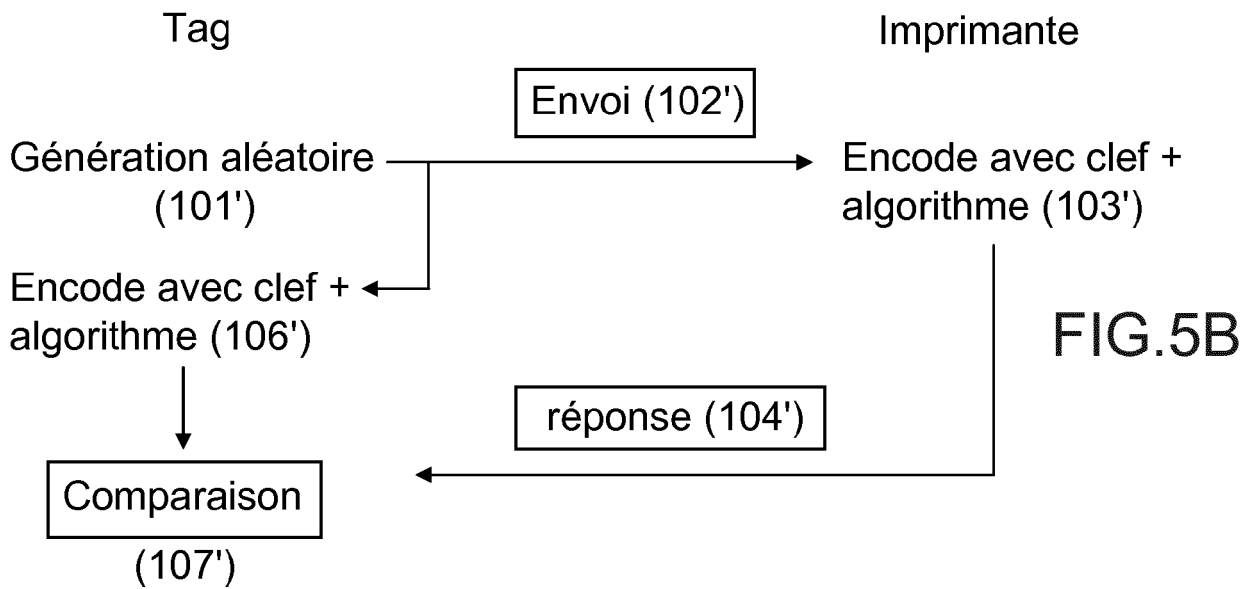 Tag
Imprimante
Envoi (102')
Génération aléatoire
(101')
Encode avec clef +
algorithme (103')
Encode avec clef +
algorithme (106')
FIG.5B
réponse (104')
Comparaison
(107')